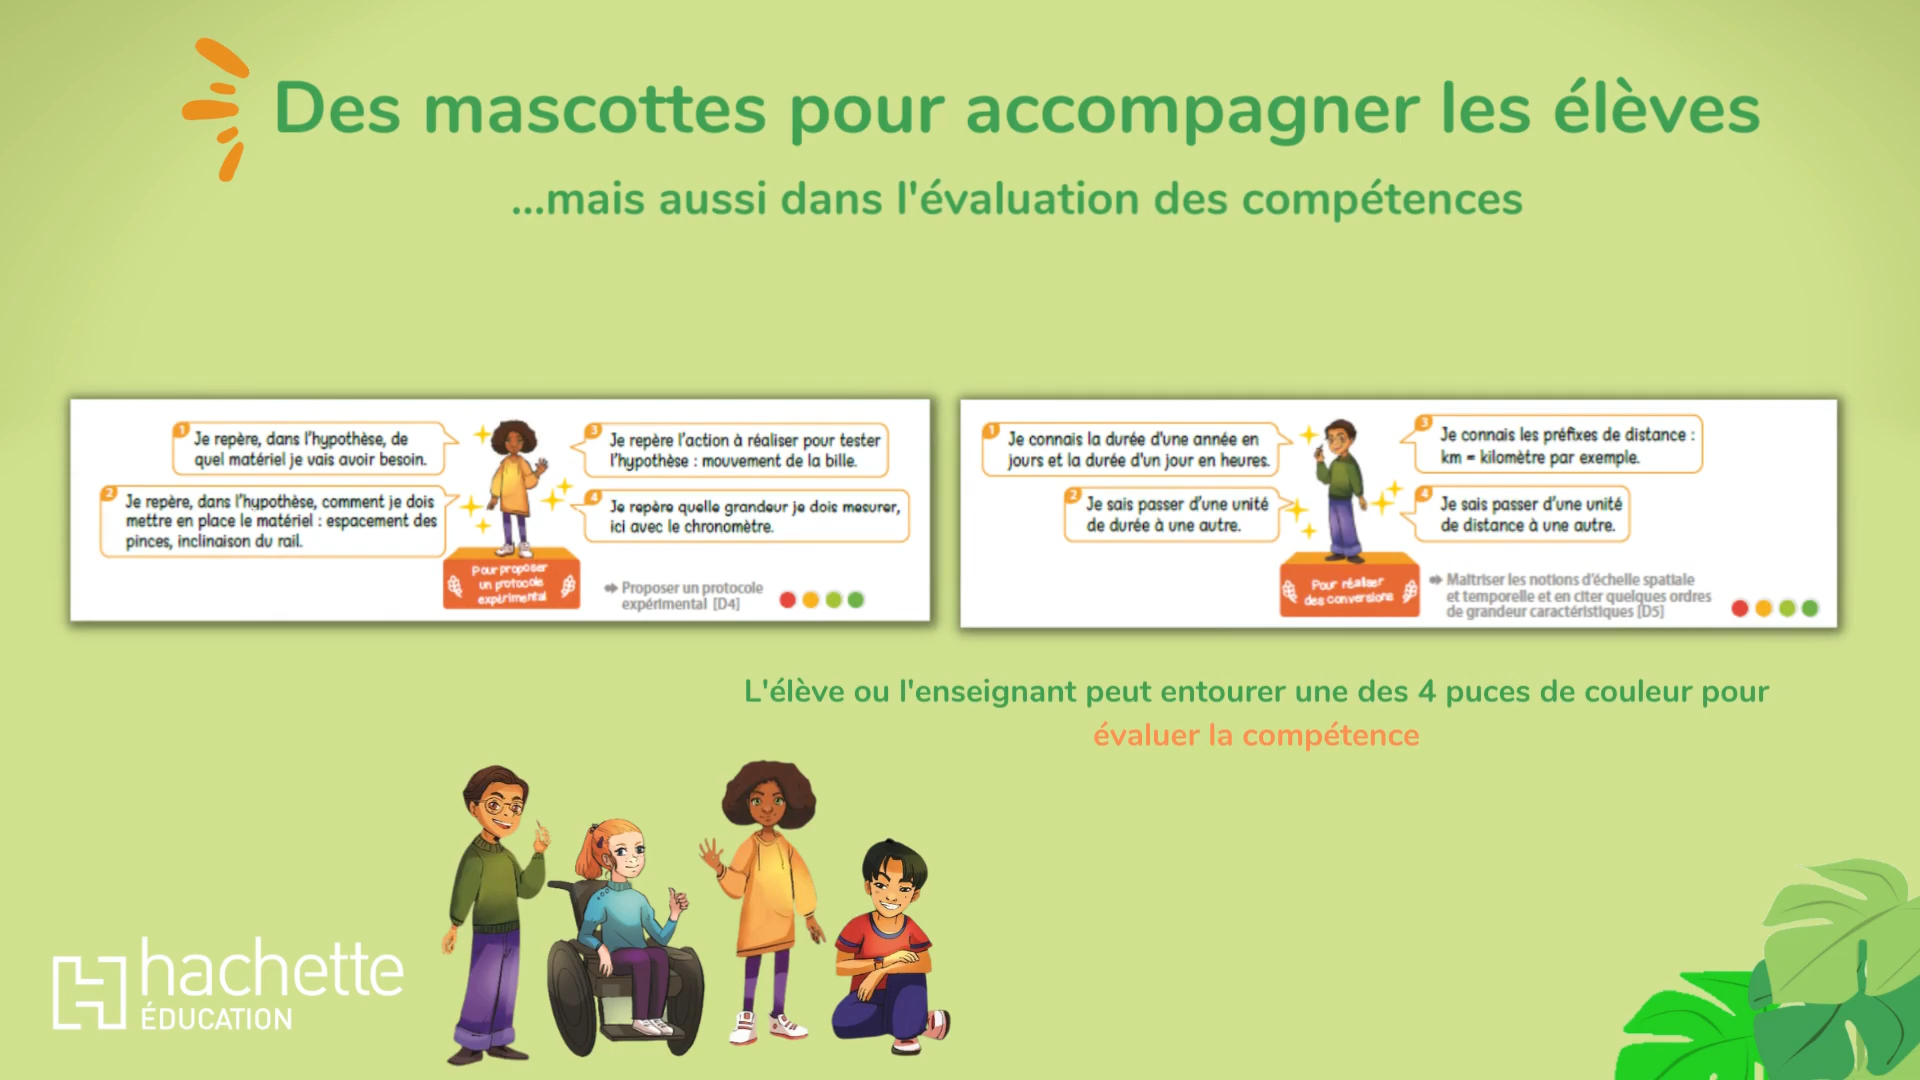 Des mascottes pour accompagner les élèves
...mais aussi dans l'évaluation des compétences
1
Je repère, dans l'hypothèse, de
quel matériel je vais avoir besoin.
2
Je repère, dans l'hypothèse, comment je dois
mettre en place le matériel : espacement des
pinces, inclinaison du rail.
3
Je repère l'action à réaliser pour tester
l'hypothèse : mouvement de la bille.
4
Je repère quelle grandeur je dois mesurer,
ici avec le chronomètre.
Pour proposer
un protocole
expérimental
➡ Proposer un protocole
expérimental [D4]
1
Je connais la durée d'une année en
jours et la durée d'un jour en heures.
2
Je sais passer d'une unité
de durée à une autre.
3
Je connais les préfixes de distance :
km = kilomètre par exemple.
4
Je sais passer d'une unité
de distance à une autre.
Pour réaliser
des conversions
➡ Maîtriser les notions d'échelle spatiale
et temporelle et en citer quelques ordres
de grandeur caractéristiques [D5]
L'élève ou l'enseignant peut entourer une des 4 puces de couleur pour
évaluer la compétence
hachette
ÉDUCATION